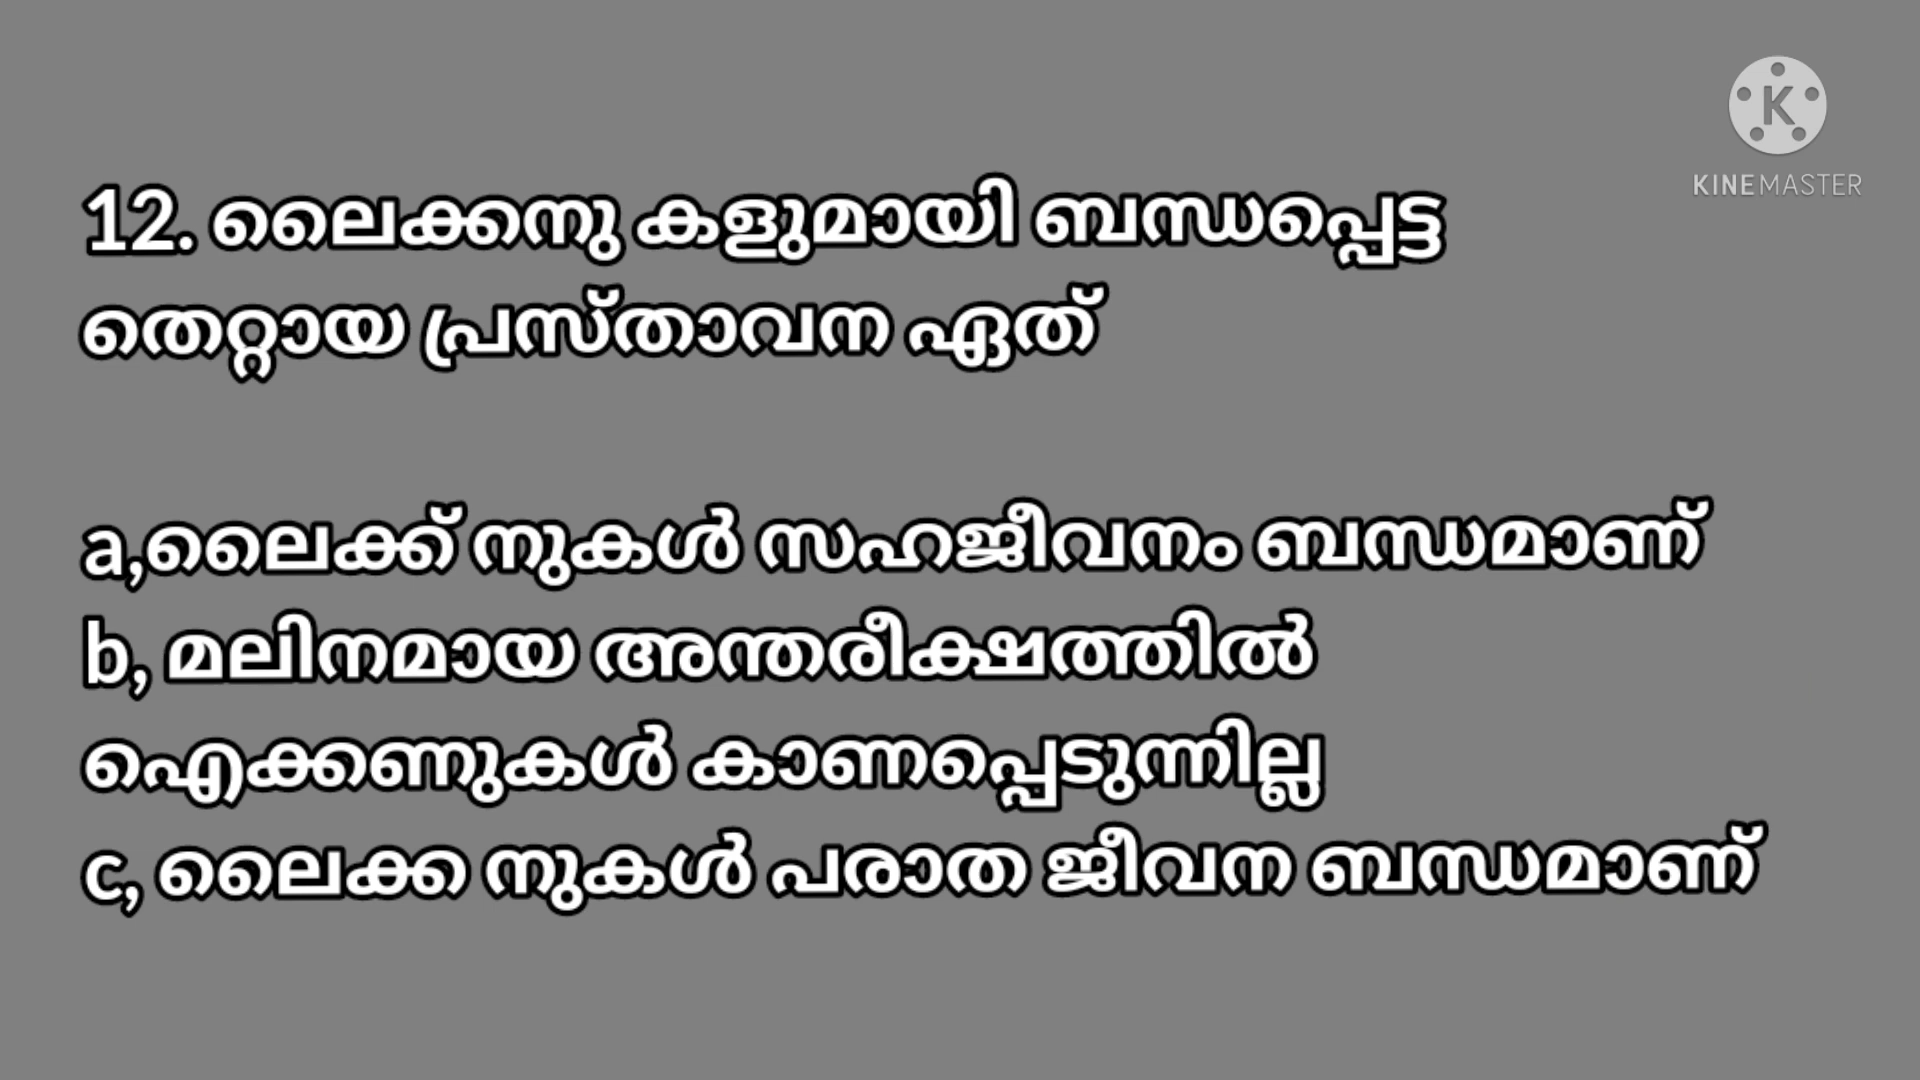 KINEMASTER
12. ലൈക്കനു കളുമായി ബന്ധപ്പെട്ട
തെറ്റായ പ്രസ്താവന ഏത്
a,ലൈക്ക് നുകൾ സഹജീവനം ബന്ധമാണ്
b, മലിനമായ അന്തരീക്ഷത്തിൽ
ഐക്കണുകൾ കാണപ്പെടുന്നില്ല
c, ലൈക്ക നുകൾ പരാത ജീവന ബന്ധമാണ്